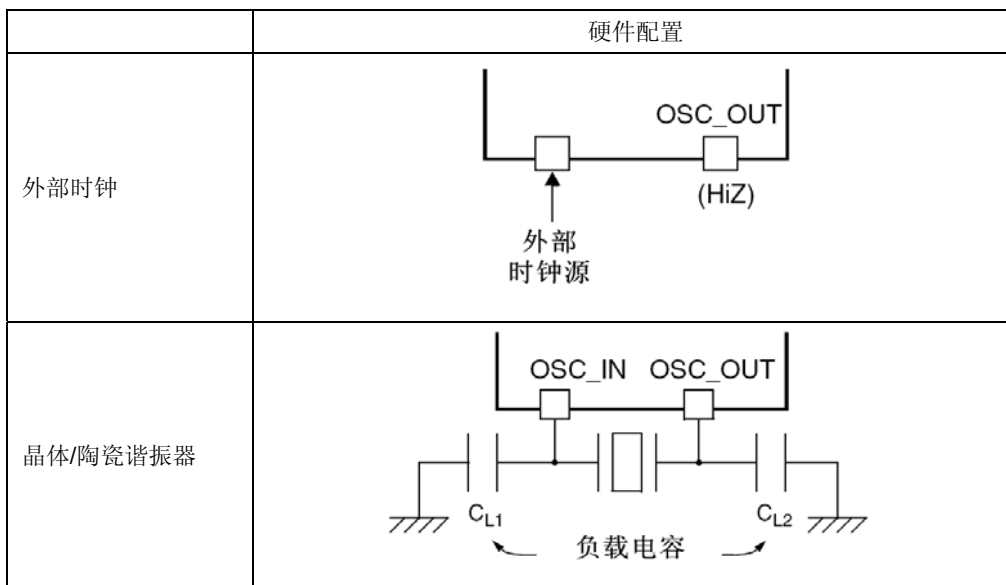 硬件配置
外部时钟
OSC_OUT
(HiZ)
外部
时钟源
晶体/陶瓷谐振器
OSC_IN OSC_OUT
CL1 CL2
负载电容